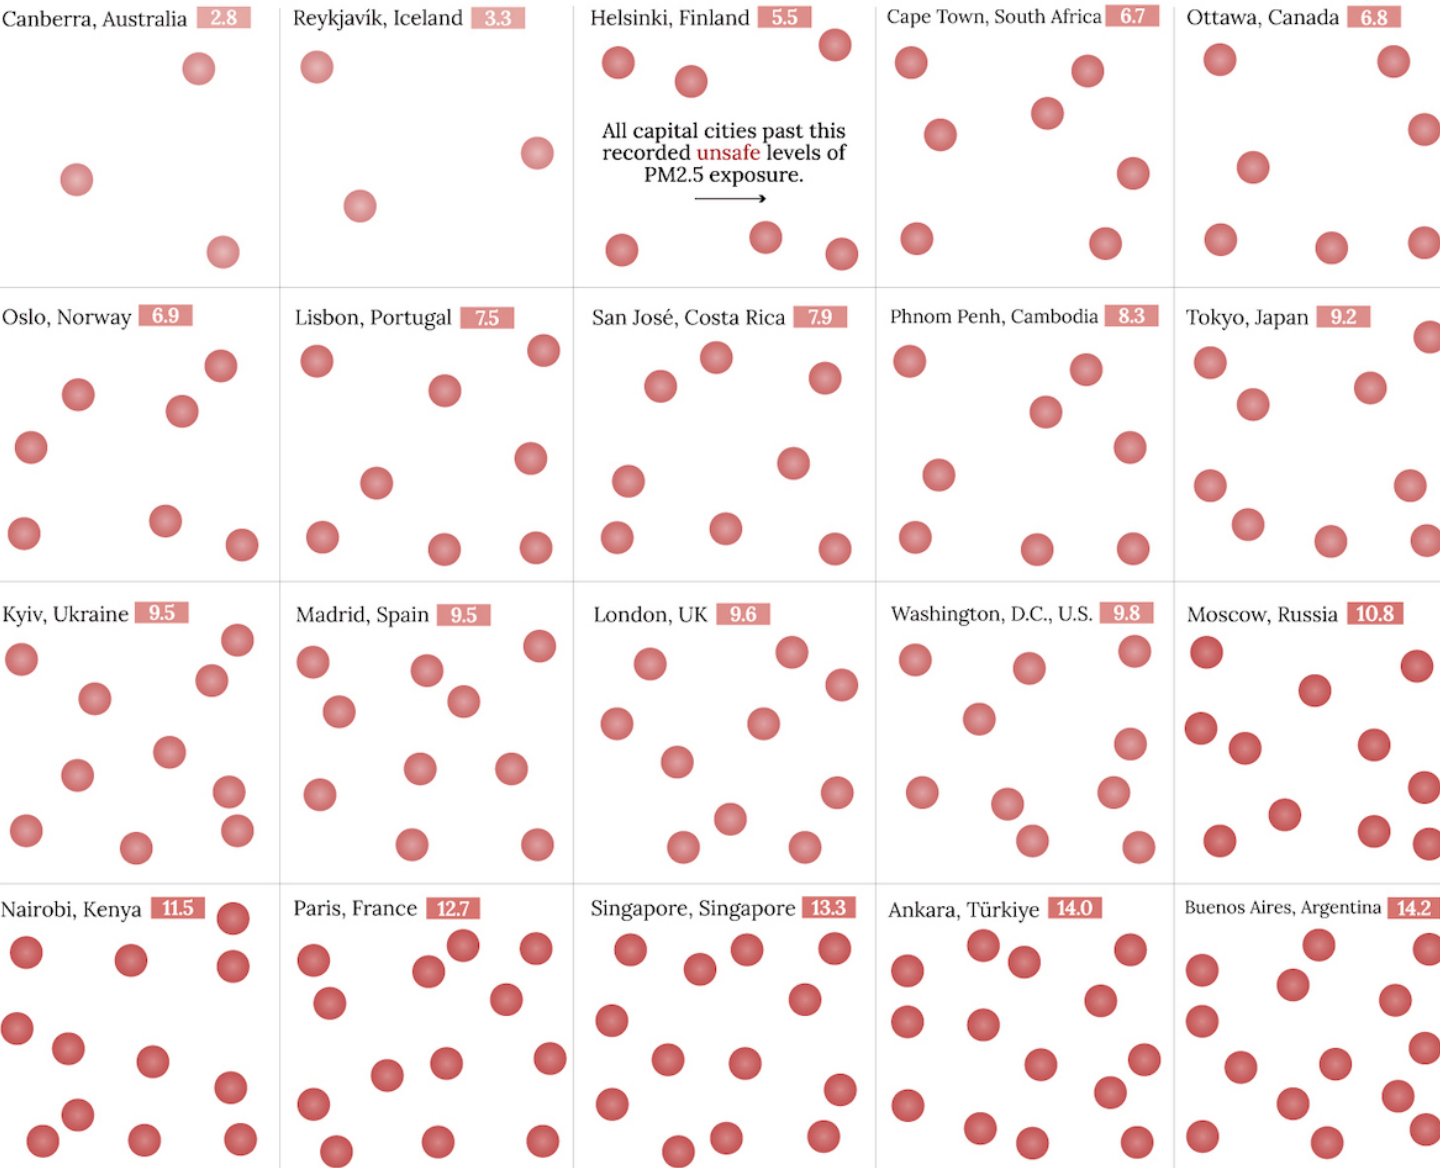 Canberra, Australia 2.8
Reykjavík, Iceland 3.3
Helsinki, Finland 5.5
All capital cities past this
recorded unsafe levels of
PM2.5 exposure.
Cape Town, South Africa 6.7
Ottawa, Canada 6.8
Oslo, Norway 6.9
Lisbon, Portugal 7.5
San José, Costa Rica 7.9
Phnom Penh, Cambodia 8.3
Tokyo, Japan 9.2
Kyiv, Ukraine 9.5
Madrid, Spain 9.5
London, UK 9.6
Washington, D.C., U.S. 9.8
Moscow, Russia 10.8
Nairobi, Kenya 11.5
Paris, France 12.7
Singapore, Singapore 13.3
Ankara, Türkiye 14.0
Buenos Aires, Argentina 14.2